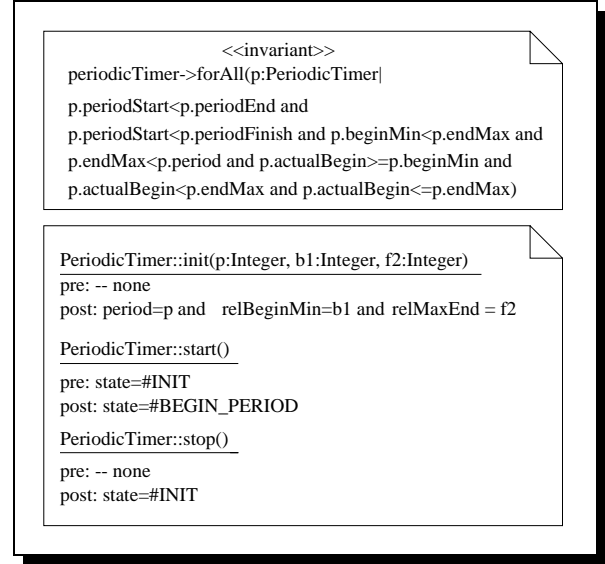 <<invariant>>
periodicTimer->forAll(p:PeriodicTimer|
p.periodStart<p.periodEnd and
p.periodStart<p.periodFinish and p.beginMin<p.endMax and
p.endMax<p.period and p.actualBegin>=p.beginMin and
p.actualBegin<p.endMax and p.actualBegin<=p.endMax)
PeriodicTimer::init(p:Integer, b1:Integer, f2:Integer)
pre: -- none
post: period=p and relBeginMin=b1 and relMaxEnd = f2
PeriodicTimer::start()
pre: state=#INIT
post: state=#BEGIN_PERIOD
PeriodicTimer::stop()
pre: -- none
post: state=#INIT